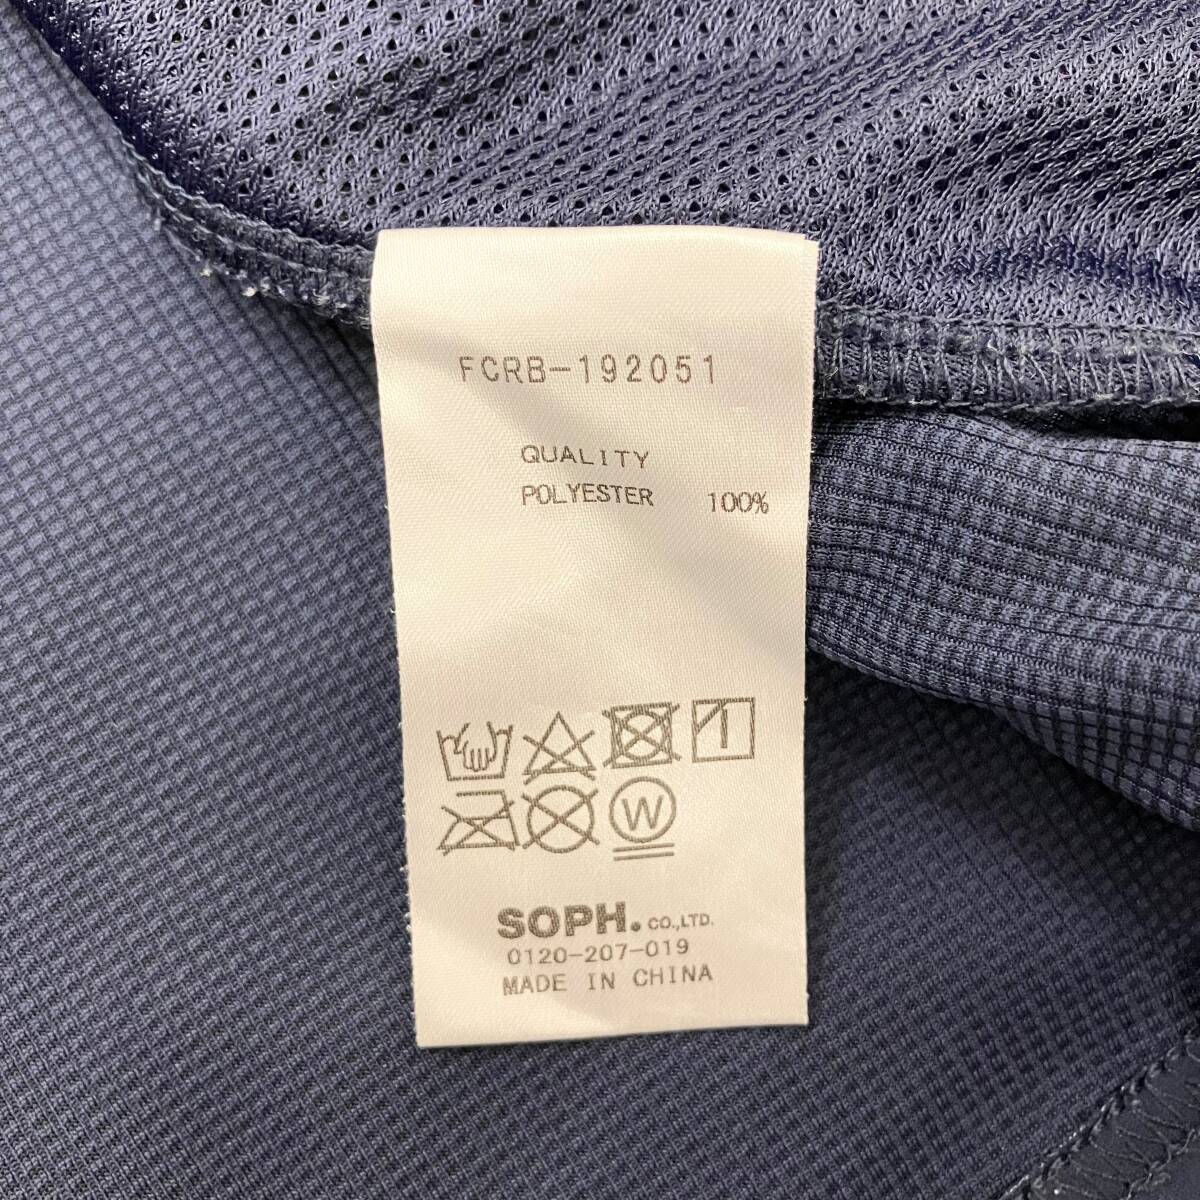 FCRB-192051
QUALITY
POLYESTER 100%
W
SOPH. CO.,LTD.
0120-207-019
MADE IN CHINA